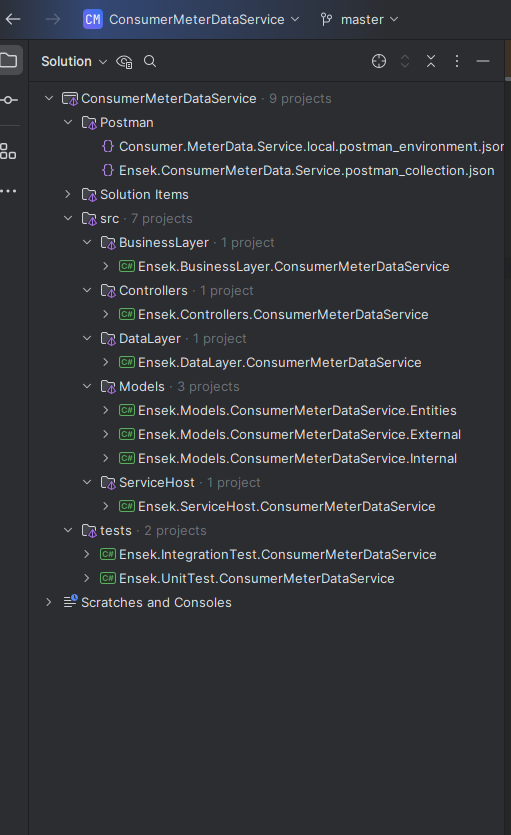 CM ConsumerMeterDataService master
Solution
ConsumerMeterDataService · 9 projects
Postman
{} Consumer.MeterData.Service.local.postman_environment.jsor
{} Ensek.ConsumerMeterData.Service.postman_collection.json
Solution Items
src · 7 projects
BusinessLayer · 1 project
C# Ensek.BusinessLayer.ConsumerMeterDataService
Controllers · 1 project
C# Ensek.Controllers.ConsumerMeterDataService
DataLayer · 1 project
C# Ensek.DataLayer.ConsumerMeterDataService
Models · 3 projects
C# Ensek.Models.ConsumerMeterDataService.Entities
C# Ensek.Models.ConsumerMeterDataService.External
C# Ensek.Models.ConsumerMeterDataService.Internal
ServiceHost · 1 project
C# Ensek.ServiceHost.ConsumerMeterDataService
tests · 2 projects
C# Ensek.IntegrationTest.ConsumerMeterDataService
C# Ensek.UnitTest.ConsumerMeterDataService
Scratches and Consoles